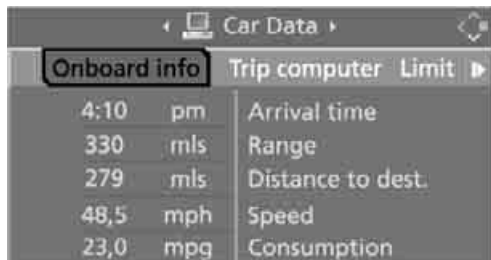 Car Data
Onboard info Trip computer Limit
4:10 pm Arrival time
330 mls Range
279 mls Distance to dest.
48,5 mph Speed
23,0 mpg Consumption